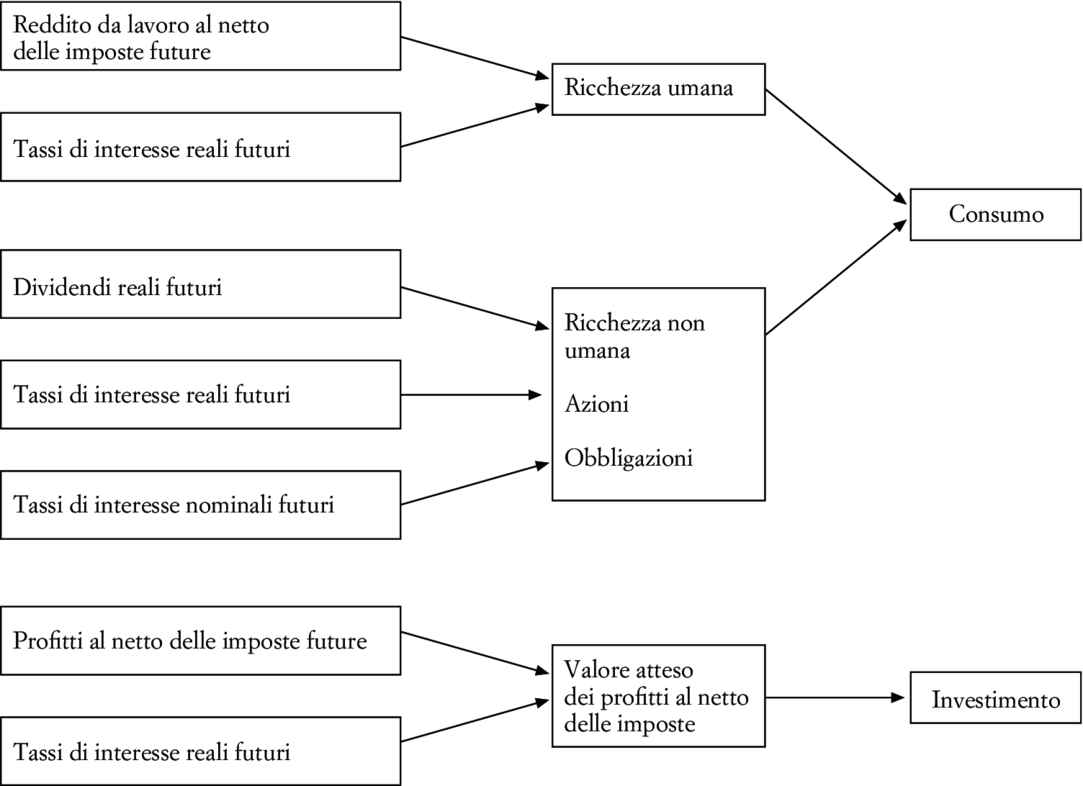 Reddito da lavoro al netto
delle imposte future
Ricchezza umana
Tassi di interesse reali futuri
Consumo
Dividendi reali futuri
Ricchezza non
umana
Tassi di interesse reali futuri
Azioni
Obbligazioni
Tassi di interesse nominali futuri
Profitti al netto delle imposte future
Valore atteso
dei profitti al netto
delle imposte
Investimento
Tassi di interesse reali futuri